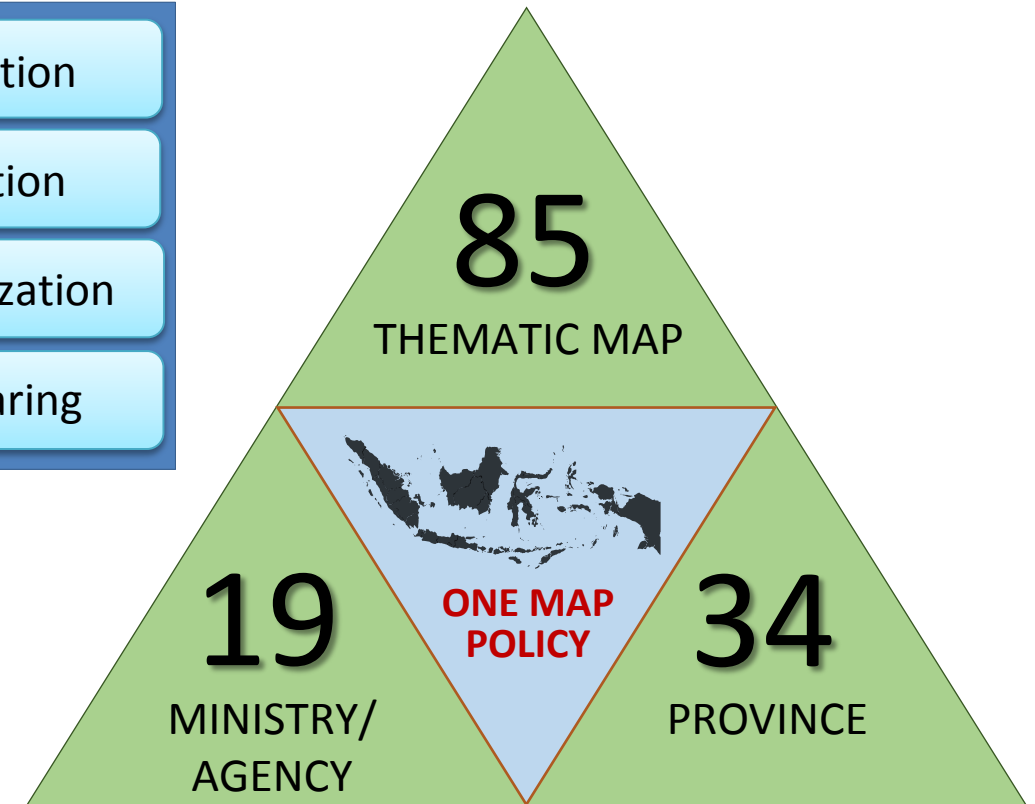 tion
tion
zation
aring
85
THEMATIC MAP
19
MINISTRY/
AGENCY
ONE MAP
POLICY
34
PROVINCE